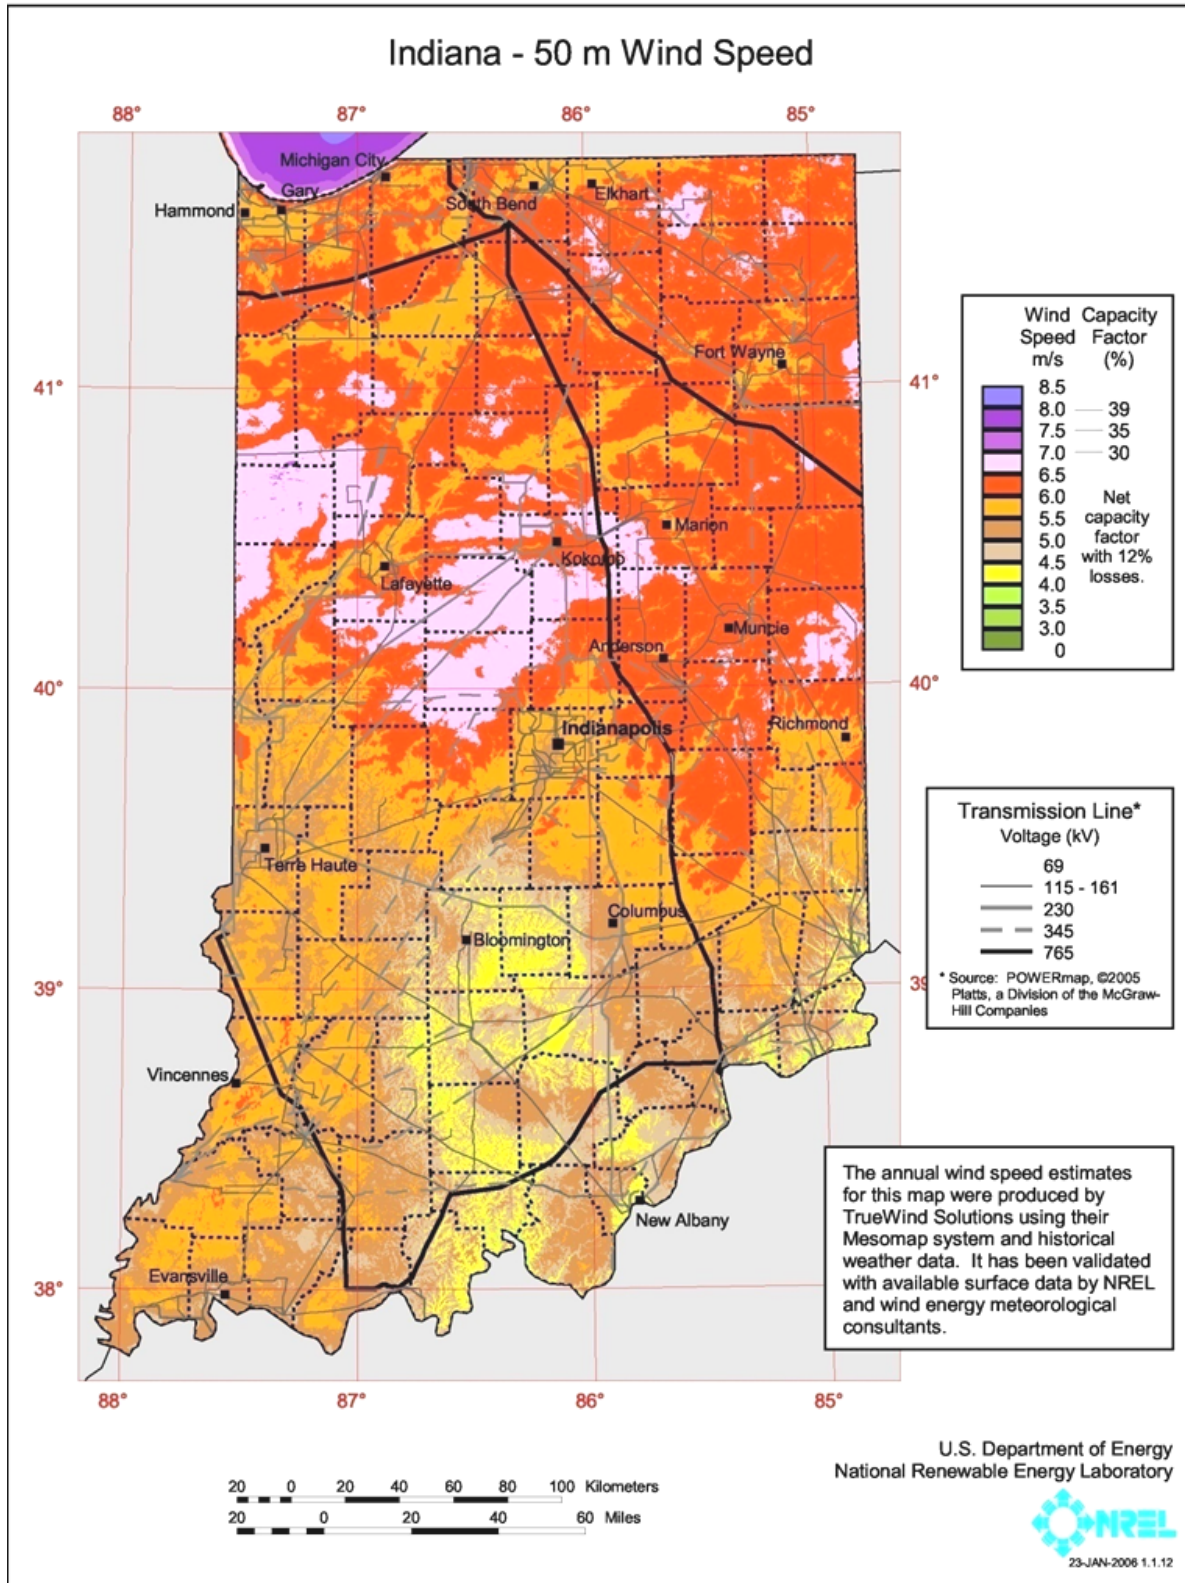 Indiana - 50 m Wind Speed
88° 87° 86° 85°
Michigan City
Gary
Elkhart
South Bend
Hammond
Fort Wayne
41° 41°
Marion
Kokomo
Lafayette
Muncie
Anderson
40° 40°
Richmond
Indianapolis
Terre Haute
Columbus
Bloomington
39° 39
Vincennes
New Albany
Evansville
38°
88° 87° 86° 85°
Wind Capacity
Speed Factor
m/s (%)
8.5
8.0 39
7.5 35
7.0 30
6.5
6.0
5.5
5.0
4.5
4.0
3.5
3.0
0
Net
capacity
factor
with 12%
losses.
Transmission Line*
Voltage (kV)
69
115 - 161
230
345
765
* Source: POWERmap, ©2005
Platts, a Division of the McGraw-
Hill Companies
The annual wind speed estimates
for this map were produced by
TrueWind Solutions using their
Mesomap system and historical
weather data. It has been validated
with available surface data by NREL
and wind energy meteorological
consultants.
U.S. Department of Energy
National Renewable Energy Laboratory
20 0 20 40 60 80 100 Kilometers
20 0 20 40 60 Miles
NREL
23-JAN-2006 1.1.12